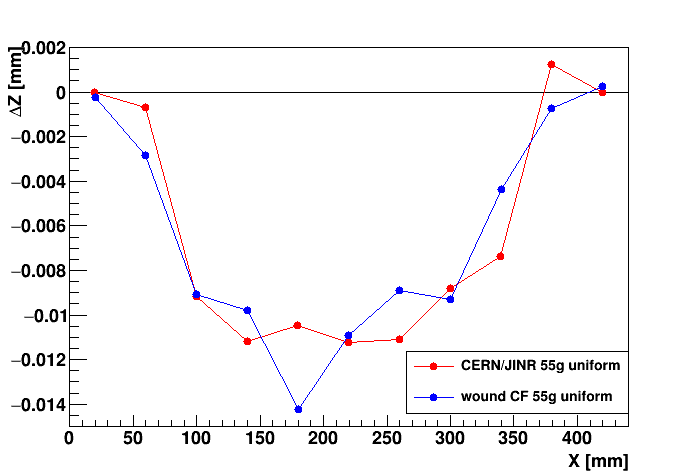 ΔZ [mm]
0.002
0
−0.002
−0.004
−0.006
−0.008
−0.01
−0.012
−0.014
0 50 100 150 200 250 300 350 400
X [mm]
CERN/JINR 55g uniform
wound CF 55g uniform